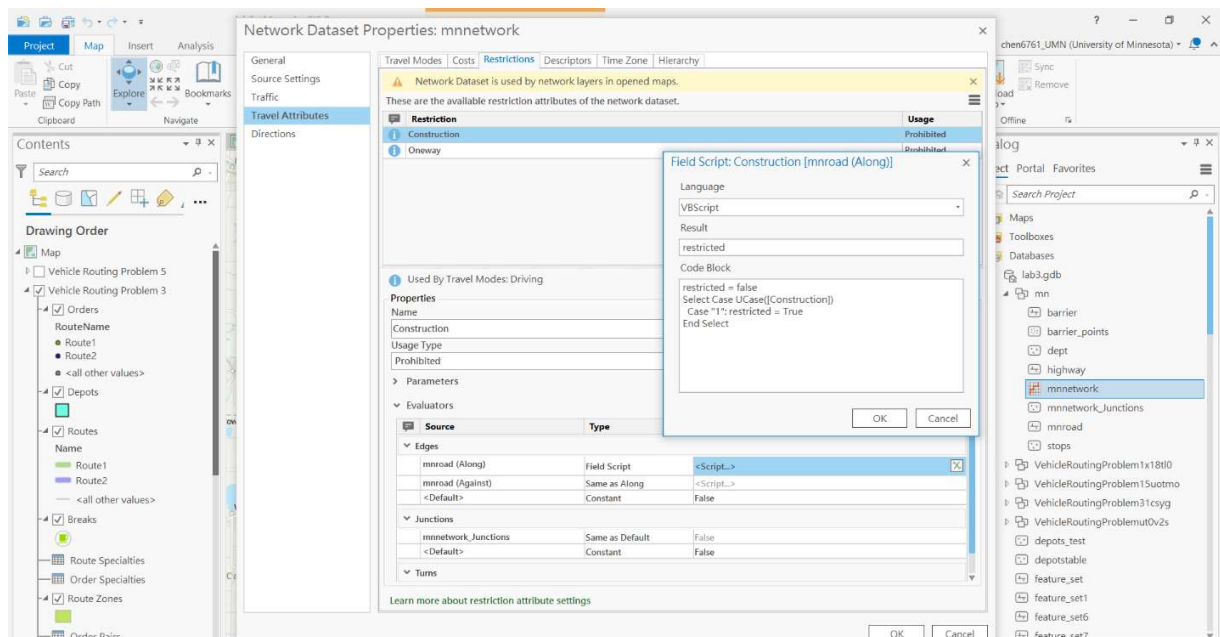 Network Dataset Properties: mnnetwork
?
chen6761_UMN (University of Minnesota)
Project Map Insert Analysis
Cut
Copy
Copy Path
Paste
Explore
Bookmarks
Clipboard
Navigate
Sync
Remove
Offline
Contents
Search
Drawing Order
Map
Vehicle Routing Problem 5
Vehicle Routing Problem 3
Orders
RouteName
Route1
Route2
<all other values>
Depots
Routes
Name
Route1
Route2
<all other values>
Breaks
Route Specialties
Order Specialties
Route Zones
Order Pairs
General
Source Settings
Traffic
Travel Attributes
Directions
Travel Modes Costs Restrictions Descriptors Time Zone Hierarchy
Network Dataset is used by network layers in opened maps.
These are the available restriction attributes of the network dataset.
Restriction Usage
Construction Prohibited
Oneway Prohibited
Used By Travel Modes: Driving
Properties
Name
Construction
Usage Type
Prohibited
Parameters
Evaluators
Source Type
Edges
mnroad (Along) Field Script <Script...>
mnroad (Against) Same as Along <Script...>
<Default> Constant False
Junctions
mnnetwork_Junctions Same as Default False
<Default> Constant False
Turns
Learn more about restriction attribute settings
OK Cancel
Field Script: Construction [mnroad (Along)]
Language
VBScript
Result
restricted
Code Block
restricted = false
Select Case UCase([Construction])
Case "1": restricted = True
End Select
OK Cancel
Portal Favorites
Search Project
Maps
Toolboxes
Databases
lab3.gdb
mn
barrier
barrier_points
dept
highway
mnnetwork
mnnetwork_Junctions
mnroad
stops
VehicleRoutingProblem1x18tl0
VehicleRoutingProblem15uotmo
VehicleRoutingProblem31csyg
VehicleRoutingProblemut0v2s
depots_test
depotstable
feature_set
feature_set1
feature_set6
feature_set7